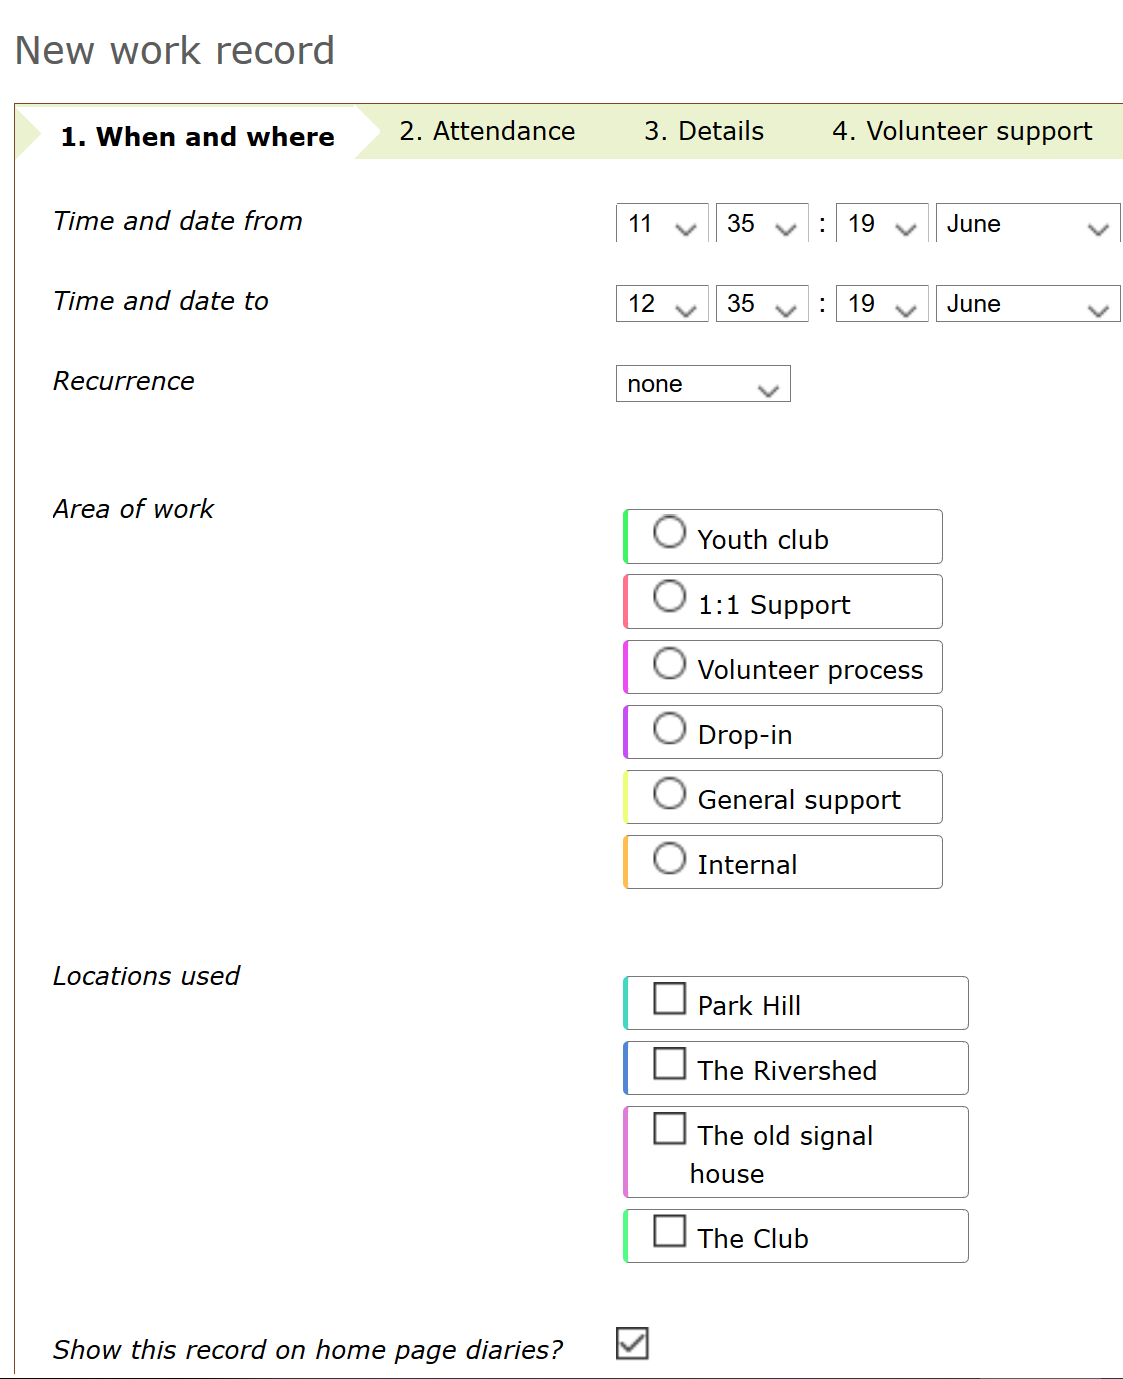 New work record
1. When and where 2. Attendance 3. Details 4. Volunteer support
Time and date from 11 35 : 19 June
Time and date to 12 35 : 19 June
Recurrence none
Area of work
Youth club
1:1 Support
Volunteer process
Drop-in
General support
Internal
Locations used
Park Hill
The Rivershed
The old signal
house
The Club
Show this record on home page diaries?